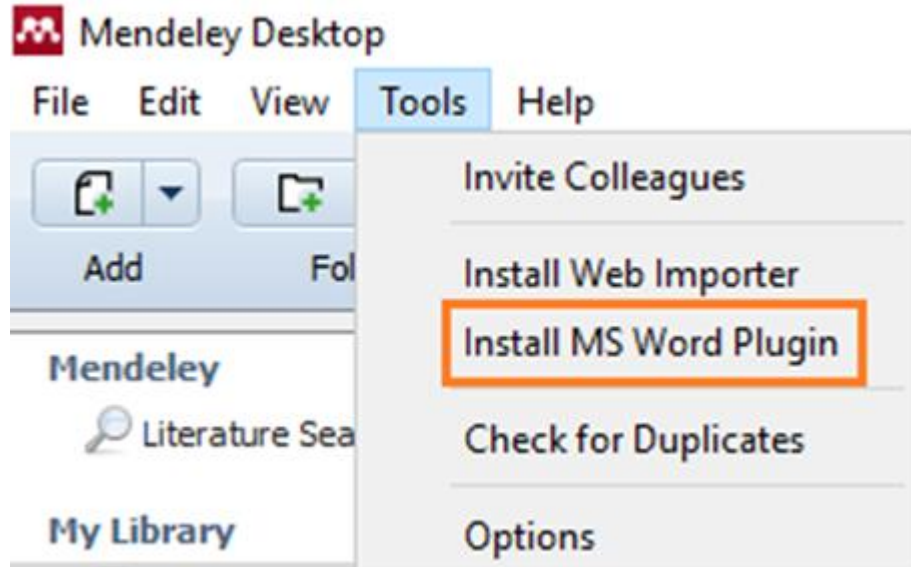 Mendeley Desktop
File Edit View Tools Help
Invite Colleagues
Add Fol
Install Web Importer
Install MS Word Plugin
Mendeley
Literature Sea
Check for Duplicates
My Library
Options